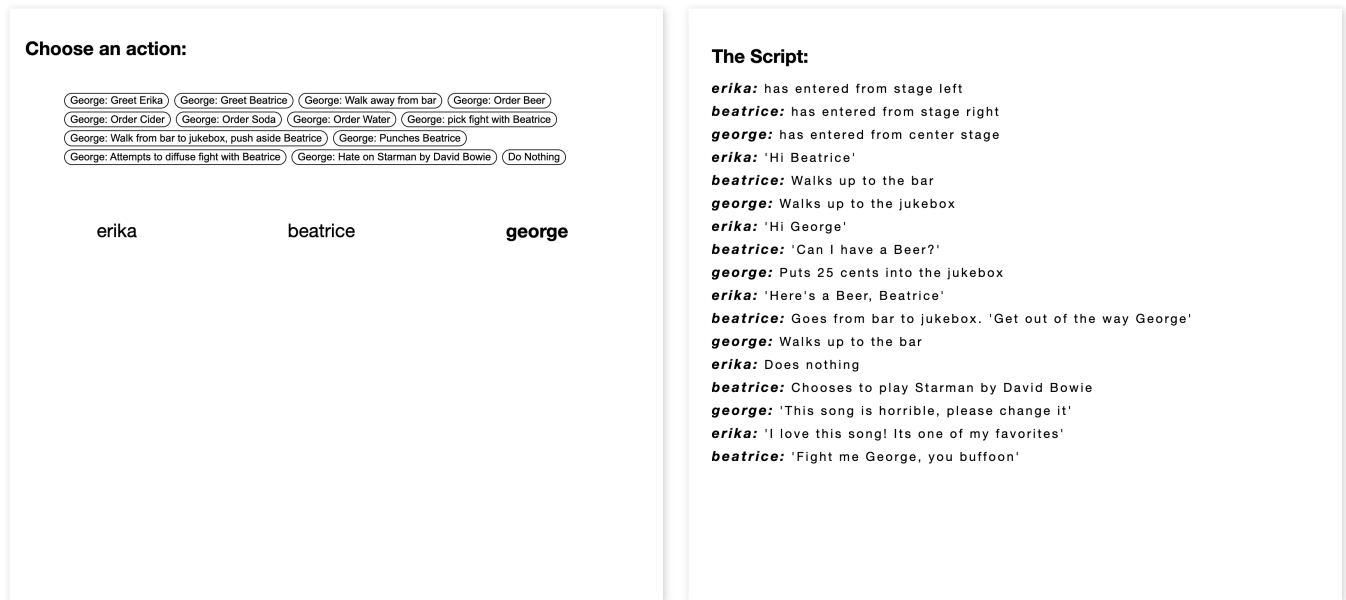 Choose an action:
George: Greet Erika George: Greet Beatrice George: Walk away from bar George: Order Beer
George: Order Cider George: Order Soda George: Order Water George: pick fight with Beatrice
George: Walk from bar to jukebox, push aside Beatrice George: Punches Beatrice
George: Attempts to diffuse fight with Beatrice George: Hate on Starman by David Bowie Do Nothing
erika beatrice george
The Script:
erika: has entered from stage left
beatrice: has entered from stage right
george: has entered from center stage
erika: 'Hi Beatrice'
beatrice: Walks up to the bar
george: Walks up to the jukebox
erika: 'Hi George'
beatrice: 'Can I have a Beer?'
george: Puts 25 cents into the jukebox
erika: 'Here's a Beer, Beatrice'
beatrice: Goes from bar to jukebox. 'Get out of the way George'
george: Walks up to the bar
erika: Does nothing
beatrice: Chooses to play Starman by David Bowie
george: 'This song is horrible, please change it'
erika: 'I love this song! Its one of my favorites'
beatrice: 'Fight me George, you buffoon'